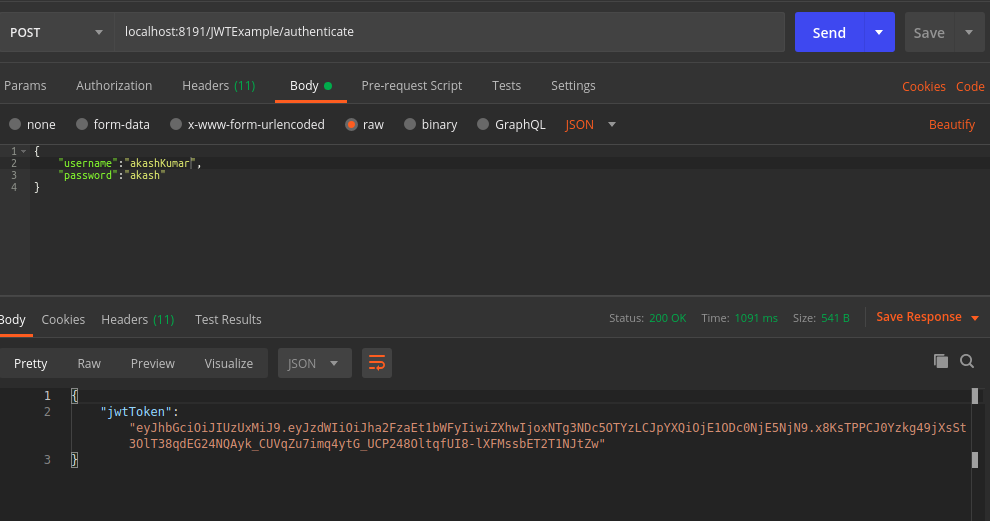 POST localhost:8191/JWTExample/authenticate Send Save
Params Authorization Headers (11) Body Pre-request Script Tests Settings Cookies Code
none form-data x-www-form-urlencoded raw binary GraphQL JSON Beautify
1 {
2 "username":"akashKumar",
3 "password":"akash"
4 }
Body Cookies Headers (11) Test Results Status: 200 OK Time: 1091 ms Size: 541 B Save Response
Pretty Raw Preview Visualize JSON
1 {
2 "jwtToken":
"eyJhbGciOiJIUzUxMiJ9.eyJzdWIiOiJha2FzaEt1bWFyIiwiZXhwIjoxNTg3NDc5OTYzLCJpYXQiOjE1ODc0NjE5NjN9.x8KsTPPCJ0Yzkg49jXsSt
3OlT38qdEG24NQAyk_CUVqZu7imq4ytG_UCP248OltqfUI8-lXFMssbET2T1NJtZw"
3 }